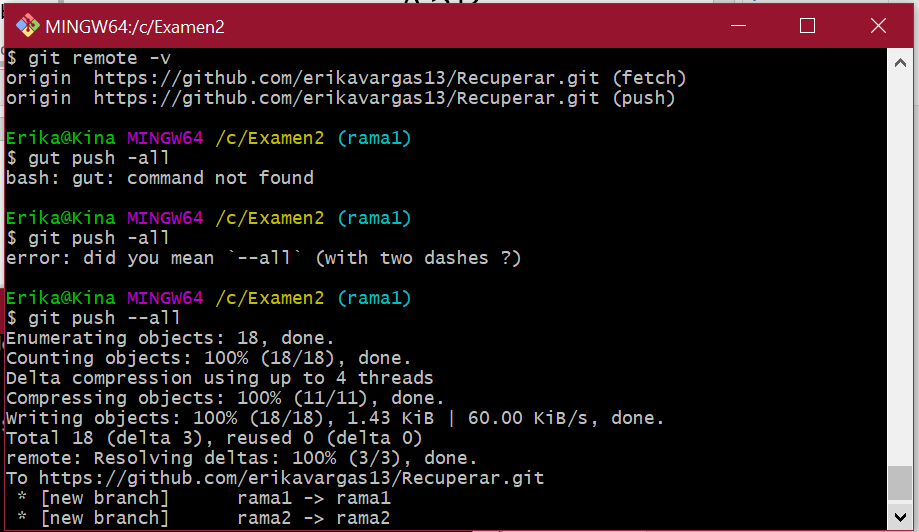 MINGW64:/c/Examen2
$ git remote -v
origin  https://github.com/erikavargas13/Recuperar.git (fetch)
origin  https://github.com/erikavargas13/Recuperar.git (push)
Erika@Kina MINGW64 /c/Examen2 (rama1)
$ gut push -all
bash: gut: command not found
Erika@Kina MINGW64 /c/Examen2 (rama1)
$ git push -all
error: did you mean `--all` (with two dashes ?)
Erika@Kina MINGW64 /c/Examen2 (rama1)
$ git push --all
Enumerating objects: 18, done.
Counting objects: 100% (18/18), done.
Delta compression using up to 4 threads
Compressing objects: 100% (11/11), done.
Writing objects: 100% (18/18), 1.43 KiB | 60.00 KiB/s, done.
Total 18 (delta 3), reused 0 (delta 0)
remote: Resolving deltas: 100% (3/3), done.
To https://github.com/erikavargas13/Recuperar.git
 * [new branch]      rama1 -> rama1
 * [new branch]      rama2 -> rama2